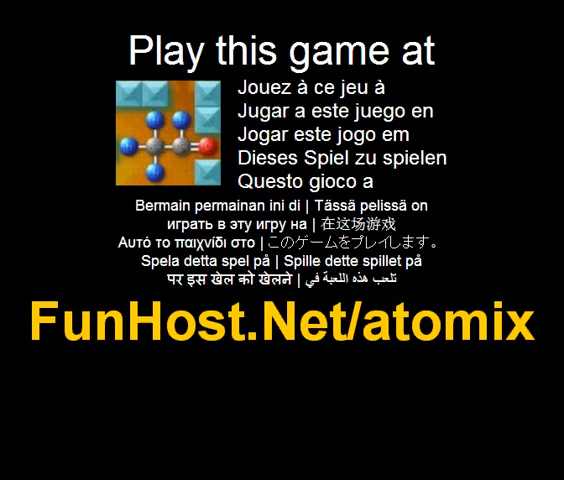 Play this game at
Jouez à ce jeu à
Jugar a este juego en
Jogar este jogo em
Dieses Spiel zu spielen
Questo gioco a
Bermain permainan ini di | Tässä pelissä on
играть в эту игру на | 在这场游戏
Αυτό το παιχνίδι στο | このゲームをプレイします。
Spela detta spel på | Spille dette spillet på
पर इस खेल को खेलने | تلعب هذه اللعبة في
FunHost.Net/atomix